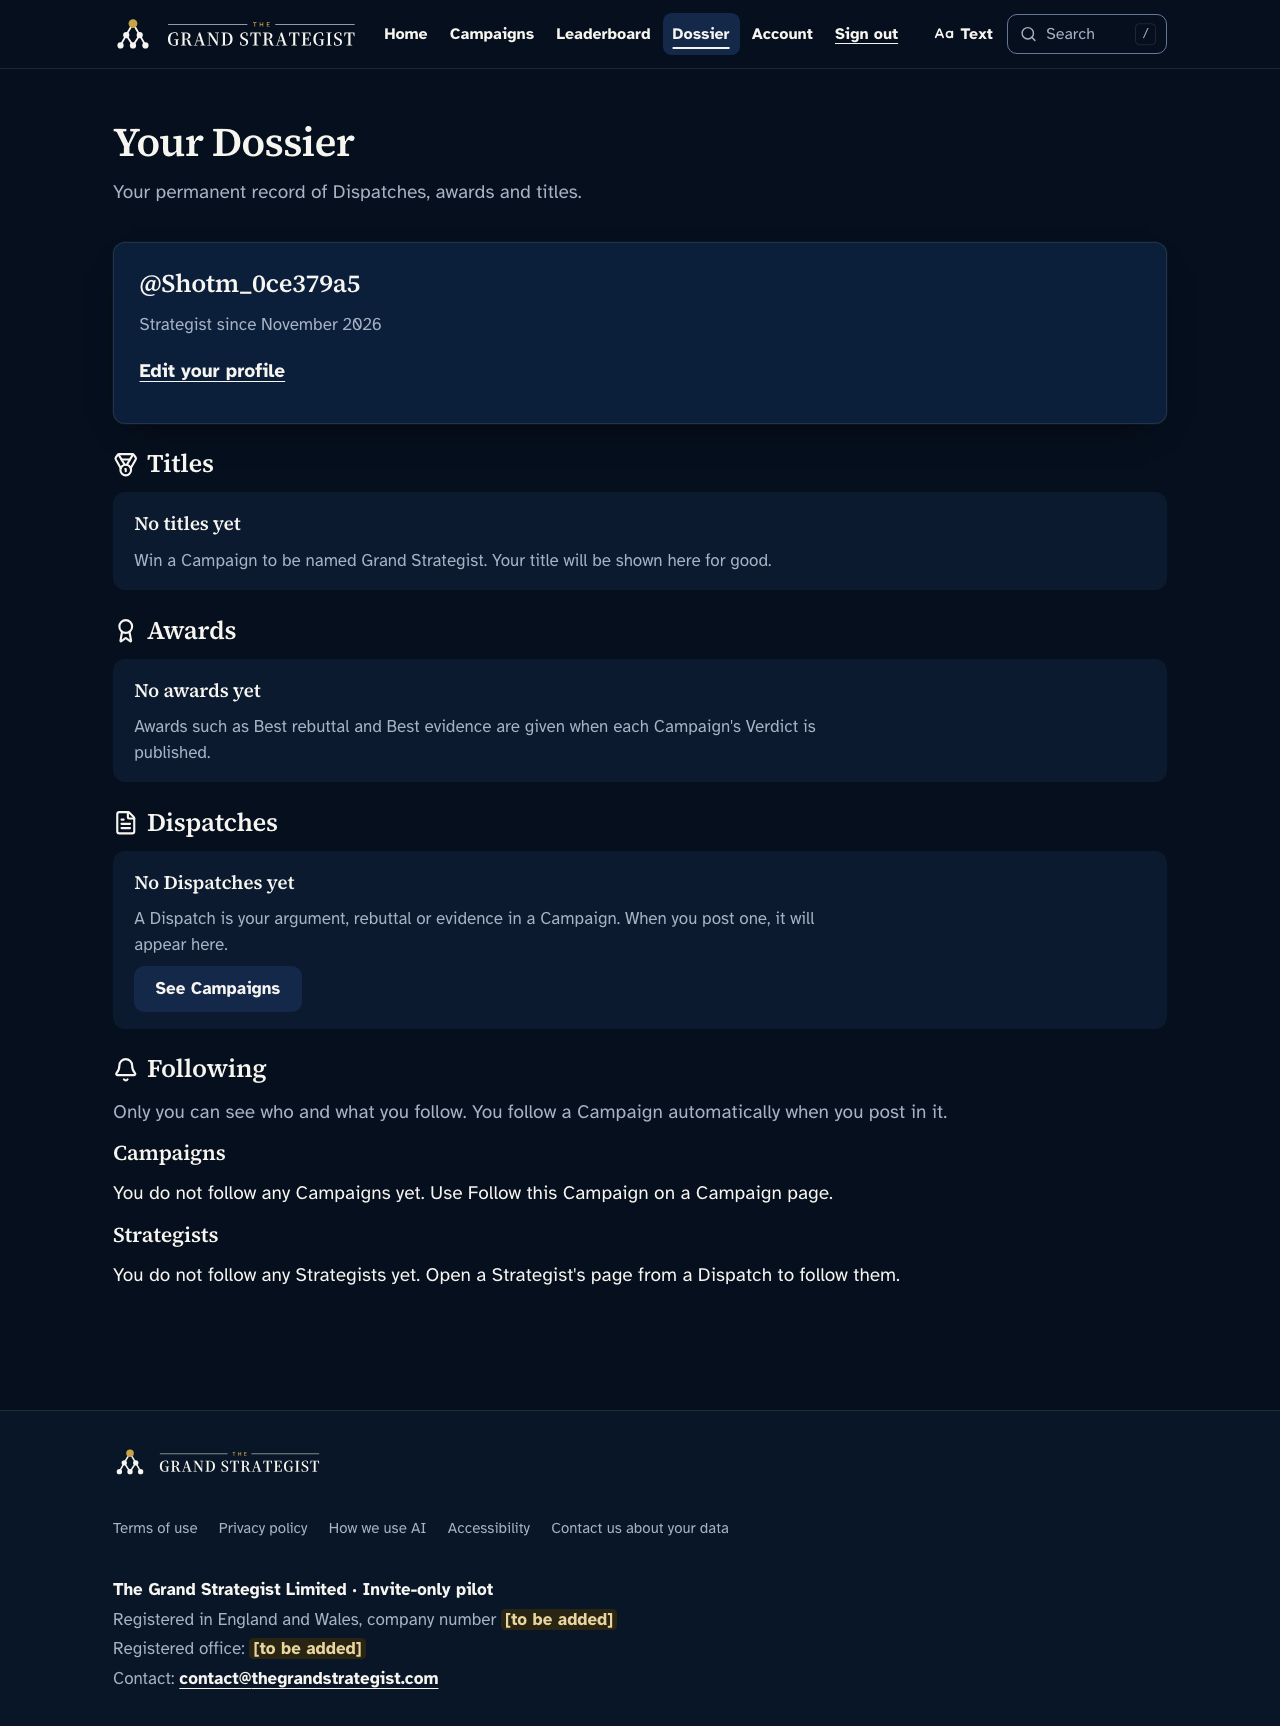 THE
GRAND STRATEGIST
Home
Campaigns
Leaderboard
Dossier
Account
Sign out
Aa Text
Search
/
Your Dossier
Your permanent record of Dispatches, awards and titles.
@Shotm_0ce379a5
Strategist since November 2026
Edit your profile
Titles
No titles yet
Win a Campaign to be named Grand Strategist. Your title will be shown here for good.
Awards
No awards yet
Awards such as Best rebuttal and Best evidence are given when each Campaign's Verdict is
published.
Dispatches
No Dispatches yet
A Dispatch is your argument, rebuttal or evidence in a Campaign. When you post one, it will
appear here.
See Campaigns
Following
Only you can see who and what you follow. You follow a Campaign automatically when you post in it.
Campaigns
You do not follow any Campaigns yet. Use Follow this Campaign on a Campaign page.
Strategists
You do not follow any Strategists yet. Open a Strategist's page from a Dispatch to follow them.
THE
GRAND STRATEGIST
Terms of use
Privacy policy
How we use AI
Accessibility
Contact us about your data
The Grand Strategist Limited · Invite-only pilot
Registered in England and Wales, company number [to be added]
Registered office: [to be added]
Contact: contact@thegrandstrategist.com